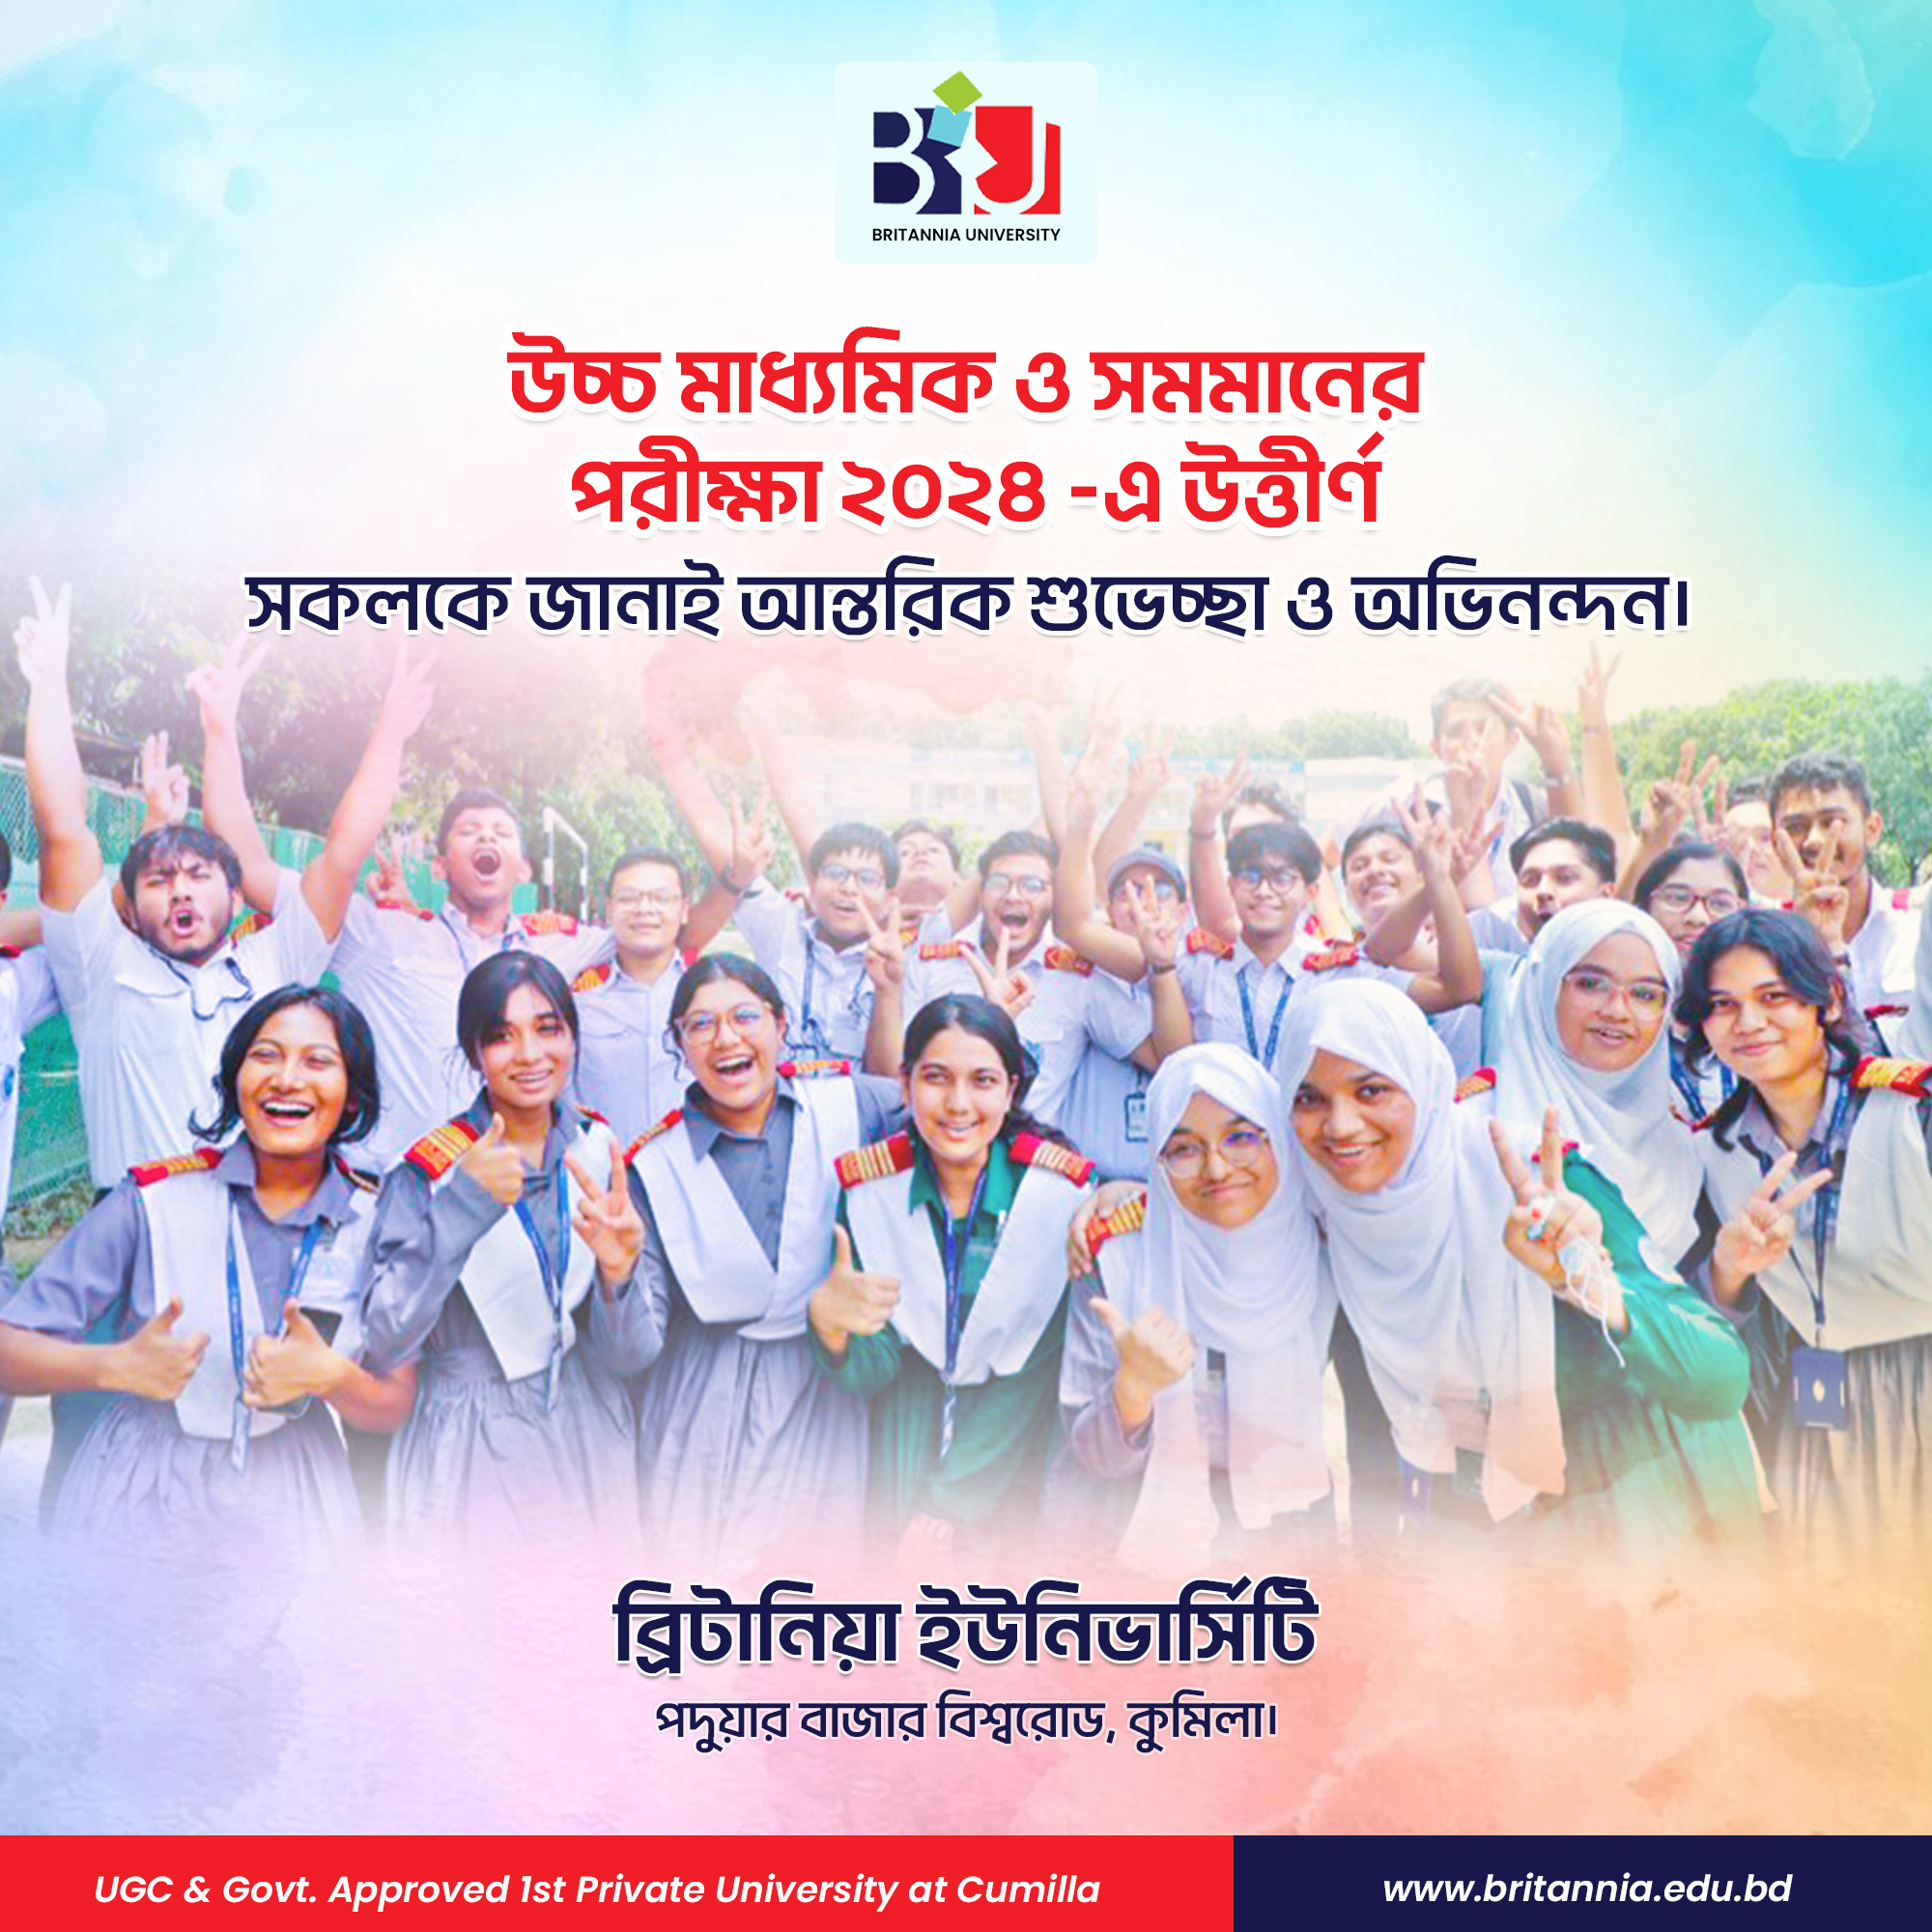 BRITANNIA UNIVERSITY
উচ্চ মাধ্যমিক ও সমমানের
পরীক্ষা ২০২৪ -এ উত্তীর্ণ
সকলকে জানাই আন্তরিক শুভেচ্ছা ও অভিনন্দন।
ব্রিটানিয়া ইউনিভার্সিটি
পদুয়ার বাজার বিশ্বরোড, কুমিলা।
UGC & Govt. Approved 1st Private University at Cumilla
www.britannia.edu.bd